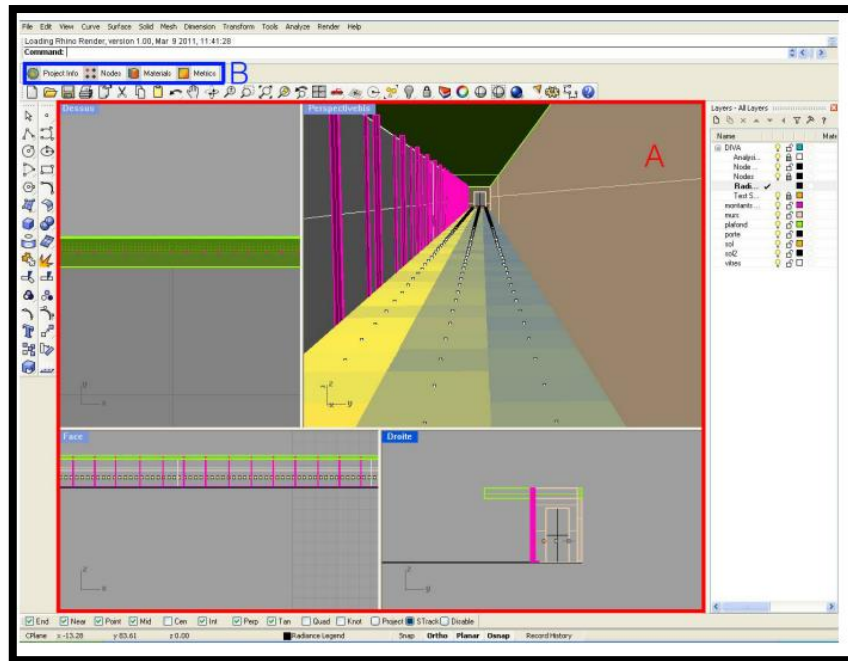 File Edit View Curve Surface Solid Mesh Dimension Transform Tools Analyze Render Help
Loading Rhino Render, version 1.00, Mar 9 2011, 11:41:28
Command:
Project Info Nodes Materials Metrics B
Dessus
Perspectivebis
A
Layers - All Layers
Name Mate
DIVA
Analysi...
Node ...
Nodes
Radi...
Test S...
montants ...
murs
plafond
porte
sol
sol2
vitres
Face
Droite
End Near Point Mid Cen Int Perp Tan Quad Knot Project STrack Disable
CPlane x -13.28 y 83.61 z 0.00 Radiance Legend Snap Ortho Planar Osnap Record History